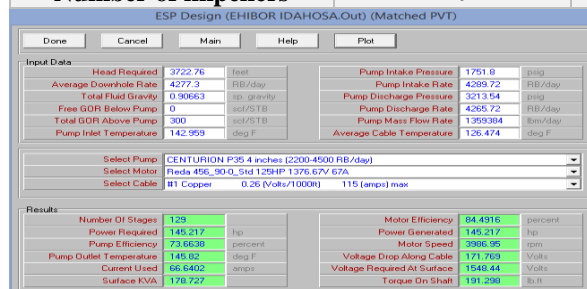 Number of impellers
ESP Design (EHIBOR IDAHOSA.Out) (Matched PVT)
Done Cancel Main Help Plot
Input Data
Head Required 3722.76 feet Pump Intake Pressure 1751.8 psig
Average Downhole Rate 4277.3 RB/day Pump Intake Rate 4289.72 RB/day
Total Fluid Gravity 0.90663 sp. gravity Pump Discharge Pressure 3213.54 psig
Free GOR Below Pump 0 scf/STB Pump Discharge Rate 4265.72 RB/day
Total GOR Above Pump 300 scf/STB Pump Mass Flow Rate 1359384 lbm/day
Pump Inlet Temperature 142.959 deg F Average Cable Temperature 126.474 deg F
Select Pump CENTURION P35 4 inches (2200-4500 RB/day)
Select Motor Reda 456_90-0_Std 125HP 1376.67V 67A
Select Cable #1 Copper 0.26 (Volts/1000ft) 115 (amps) max
Results
Number Of Stages 129 Motor Efficiency 84.4916 percent
Power Required 145.217 hp Power Generated 145.217 hp
Pump Efficiency 73.6638 percent Motor Speed 3986.95 rpm
Pump Outlet Temperature 145.82 deg F Voltage Drop Along Cable 171.769 Volts
Current Used 66.6402 amps Voltage Required At Surface 1548.44 Volts
Surface KVA 178.727 Torque On Shaft 191.298 lb.ft